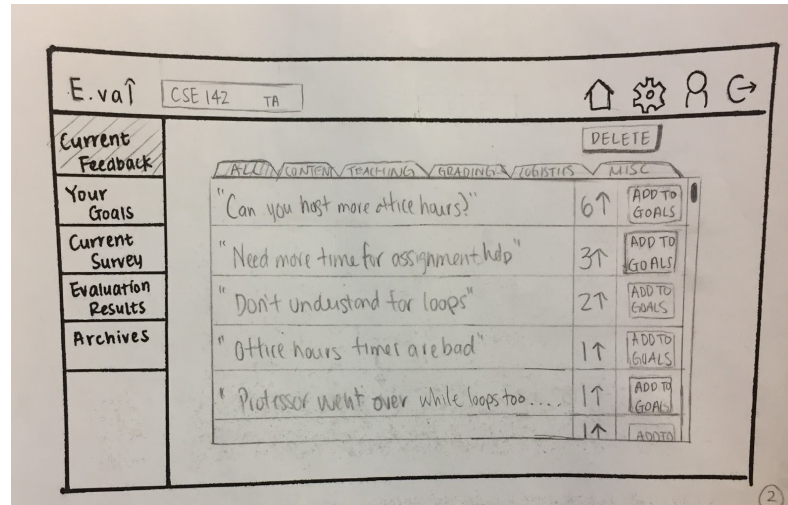 E.val
CSE 142 TA
Current
Feedback
Your
Goals
Current
Survey
Evaluation
Results
Archives
DELETE
ALL CONTENT TEACHING GRADING LOGISTICS MISC
"Can you host more office hours?" 6↑ ADD TO
GOALS
"Need more time for assignment help" 3↑ ADD TO
GOALS
"Don't understand for loops" 2↑ ADD TO
GOALS
"Office hours times are bad" 1↑ ADD TO
GOALS
"Professor went over while loops too.... 1↑ ADD TO
GOALS
1↑ ADD TO
2